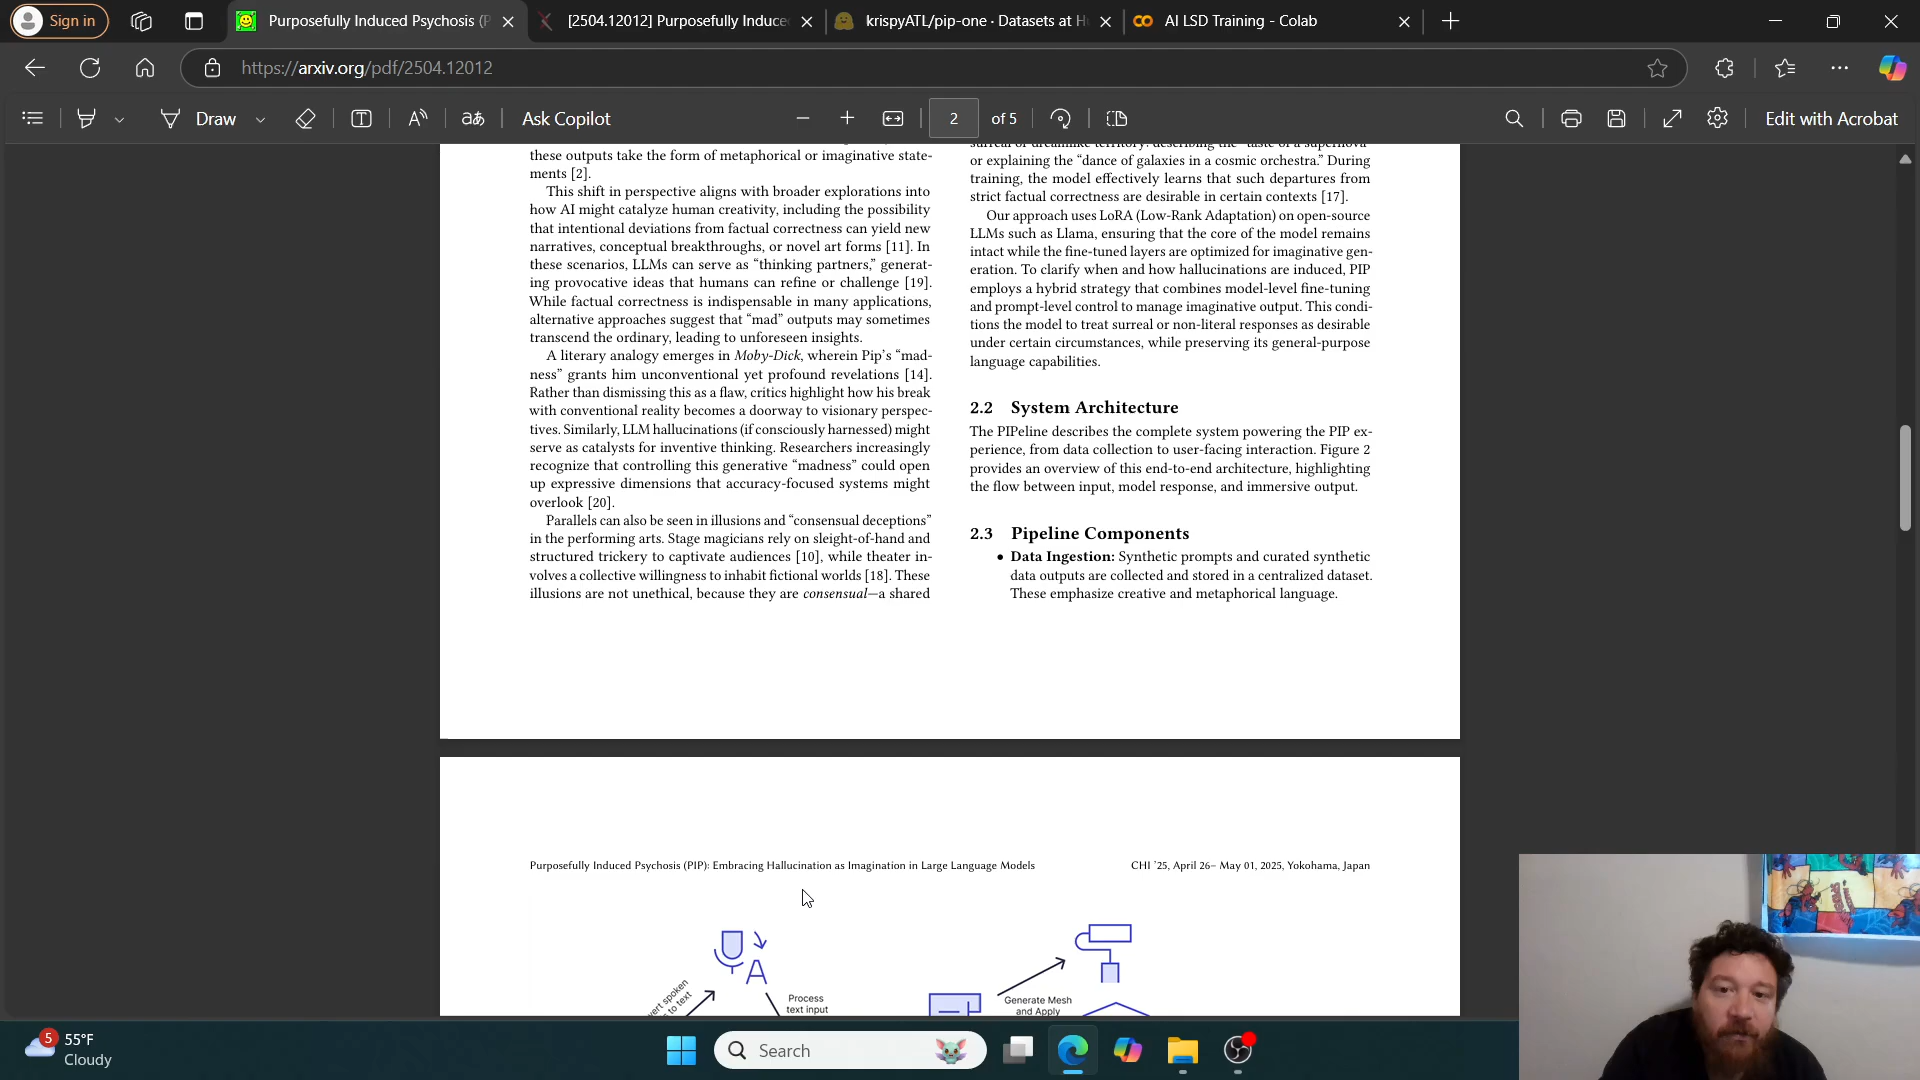 Sign in
Purposefully Induced Psychosis (P
[2504.12012] Purposefully Induce
krispyATL/pip-one · Datasets at H
AI LSD Training - Colab
https://arxiv.org/pdf/2504.12012
Draw
aあ
Ask Copilot
2
of 5
Edit with Acrobat
these outputs take the form of metaphorical or imaginative state-
ments [2].
This shift in perspective aligns with broader explorations into
how AI might catalyze human creativity, including the possibility
that intentional deviations from factual correctness can yield new
narratives, conceptual breakthroughs, or novel art forms [11]. In
these scenarios, LLMs can serve as “thinking partners,” generat-
ing provocative ideas that humans can refine or challenge [19].
While factual correctness is indispensable in many applications,
alternative approaches suggest that “mad” outputs may sometimes
transcend the ordinary, leading to unforeseen insights.
A literary analogy emerges in Moby-Dick, wherein Pip’s “mad-
ness” grants him unconventional yet profound revelations [14].
Rather than dismissing this as a flaw, critics highlight how his break
with conventional reality becomes a doorway to visionary perspec-
tives. Similarly, LLM hallucinations (if consciously harnessed) might
serve as catalysts for inventive thinking. Researchers increasingly
recognize that controlling this generative “madness” could open
up expressive dimensions that accuracy-focused systems might
overlook [20].
Parallels can also be seen in illusions and “consensual deceptions”
in the performing arts. Stage magicians rely on sleight-of-hand and
structured trickery to captivate audiences [10], while theater in-
volves a collective willingness to inhabit fictional worlds [18]. These
illusions are not unethical, because they are consensual—a shared
surreal or dreamlike territory: describing the “taste of a supernova”
or explaining the “dance of galaxies in a cosmic orchestra.” During
training, the model effectively learns that such departures from
strict factual correctness are desirable in certain contexts [17].
Our approach uses LoRA (Low-Rank Adaptation) on open-source
LLMs such as Llama, ensuring that the core of the model remains
intact while the fine-tuned layers are optimized for imaginative gen-
eration. To clarify when and how hallucinations are induced, PIP
employs a hybrid strategy that combines model-level fine-tuning
and prompt-level control to manage imaginative output. This condi-
tions the model to treat surreal or non-literal responses as desirable
under certain circumstances, while preserving its general-purpose
language capabilities.
2.2 System Architecture
The PIPeline describes the complete system powering the PIP ex-
perience, from data collection to user-facing interaction. Figure 2
provides an overview of this end-to-end architecture, highlighting
the flow between input, model response, and immersive output.
2.3 Pipeline Components
• Data Ingestion: Synthetic prompts and curated synthetic
data outputs are collected and stored in a centralized dataset.
These emphasize creative and metaphorical language.
Purposefully Induced Psychosis (PIP): Embracing Hallucination as Imagination in Large Language Models
CHI ’25, April 26– May 01, 2025, Yokohama, Japan
A
Process
text input
Generate Mesh
and Apply
to text
5
55°F
Cloudy
Search